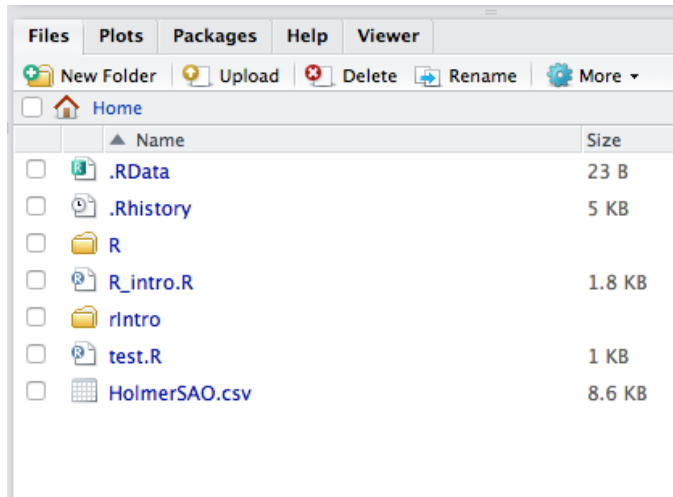 Files Plots Packages Help Viewer
New Folder Upload Delete Rename More
Home
Name Size
.RData 23 B
.Rhistory 5 KB
R
R_intro.R 1.8 KB
rIntro
test.R 1 KB
HolmerSAO.csv 8.6 KB